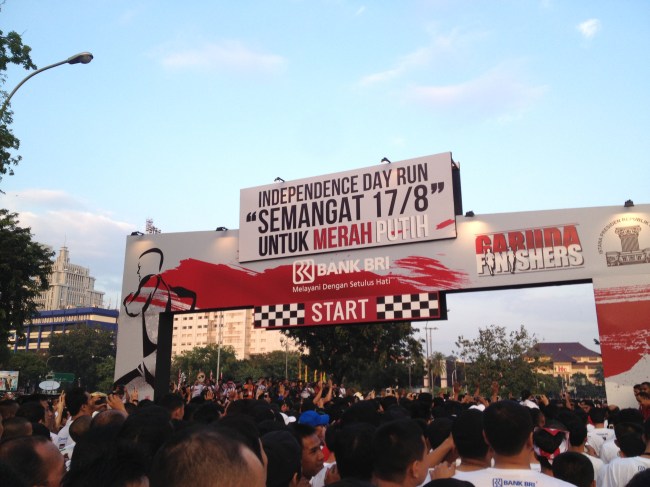 INDEPENDENCE DAY RUN
"SEMANGAT 17/8"
UNTUK MERAH PUTIH
BANK BRI
Melayani Dengan Setulus Hati
START
GARUDA
FINISHERS
BANK BRI